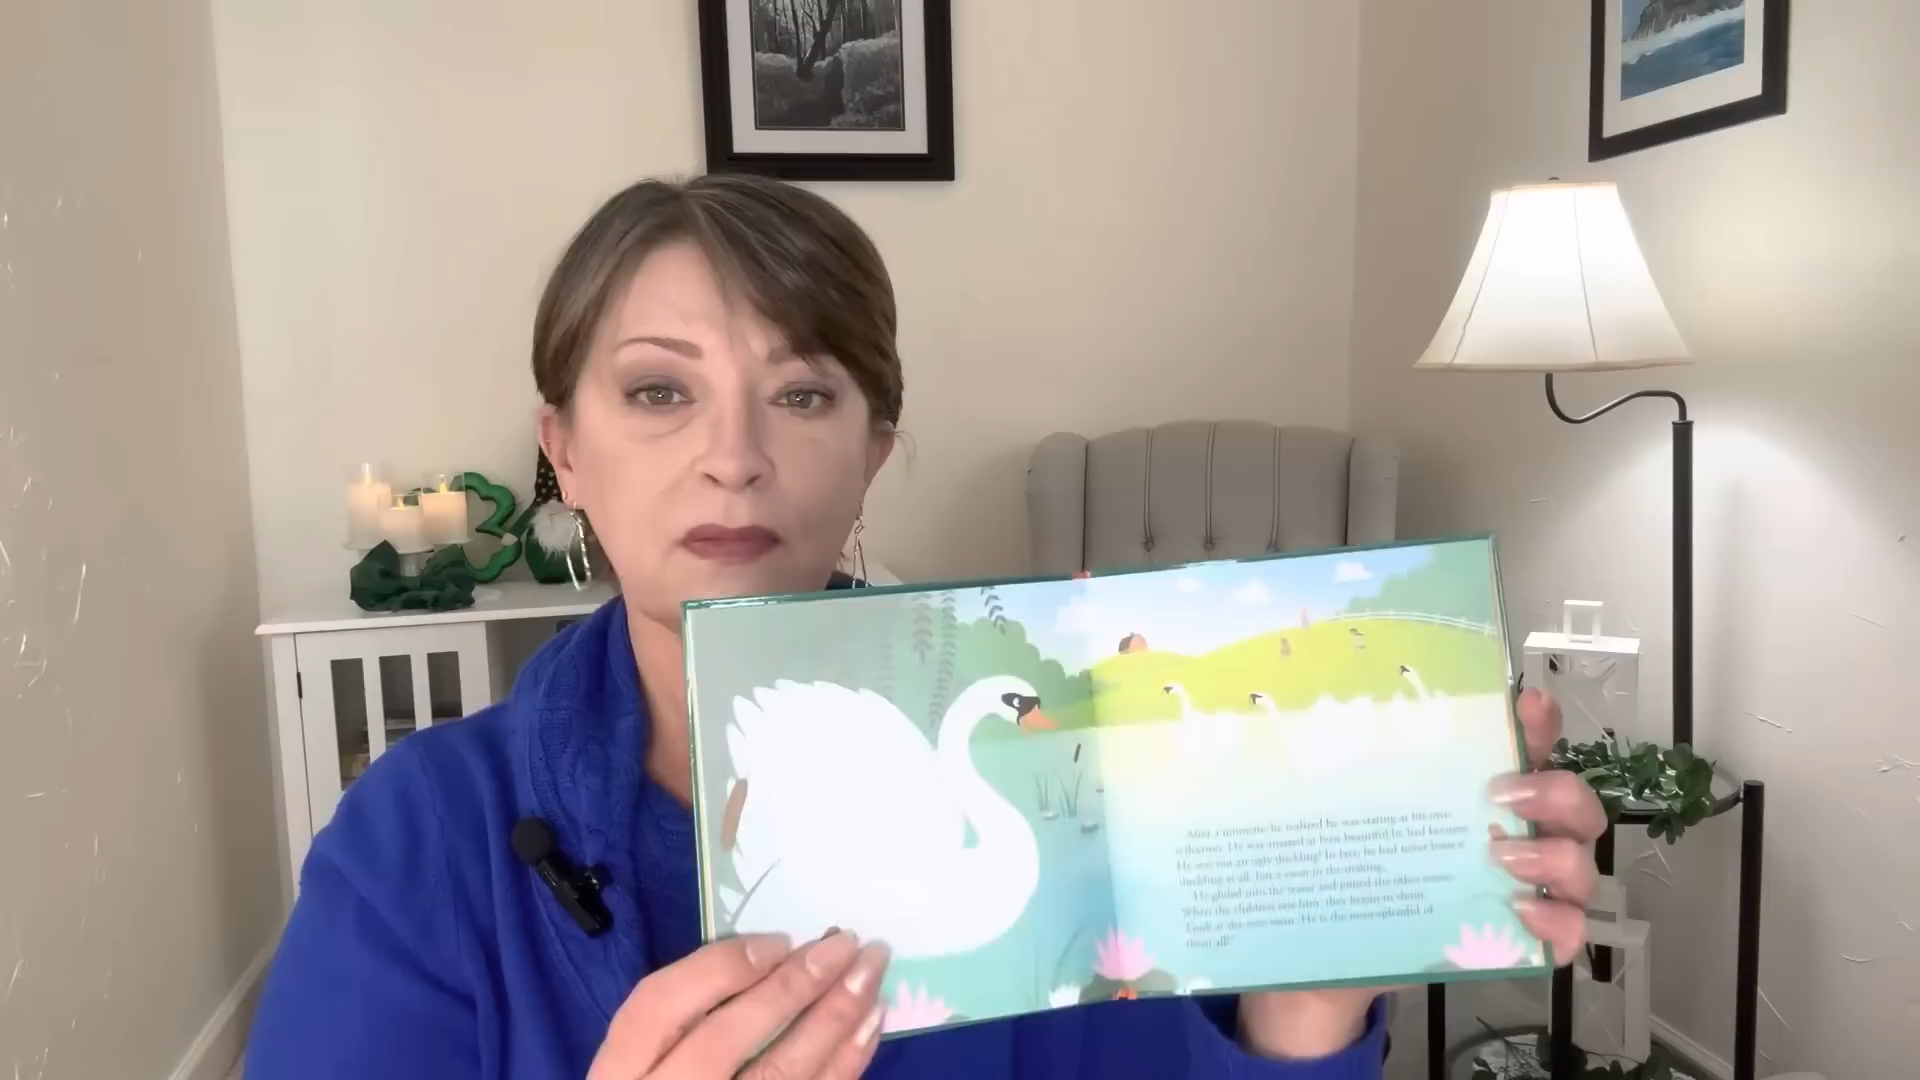 After a moment he realized he was staring at his own
reflection. He was amazed at how beautiful he had become.
He was not an ugly duckling! In fact, he had never been a
duckling at all, but a swan in the making.
He glided into the water and joined the other swans.
When the children saw him, they began to shout,
"Look at the new swan! He is the most splendid of
them all!"